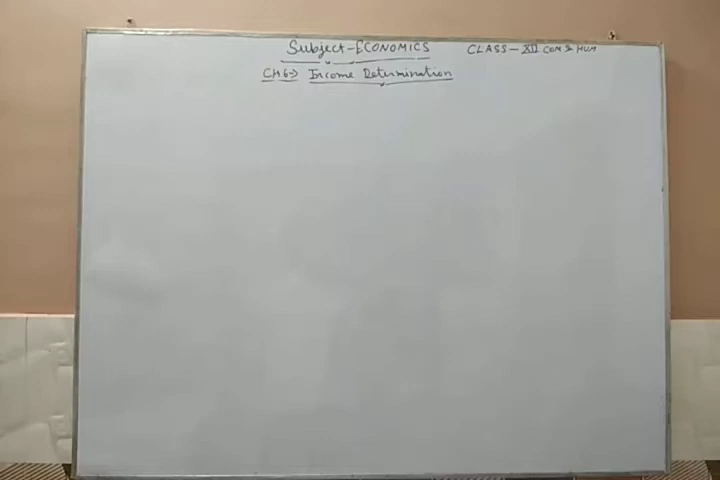 Subject-ECONOMICS CLASS-XII COM & HUM
CH6-> Income Determination